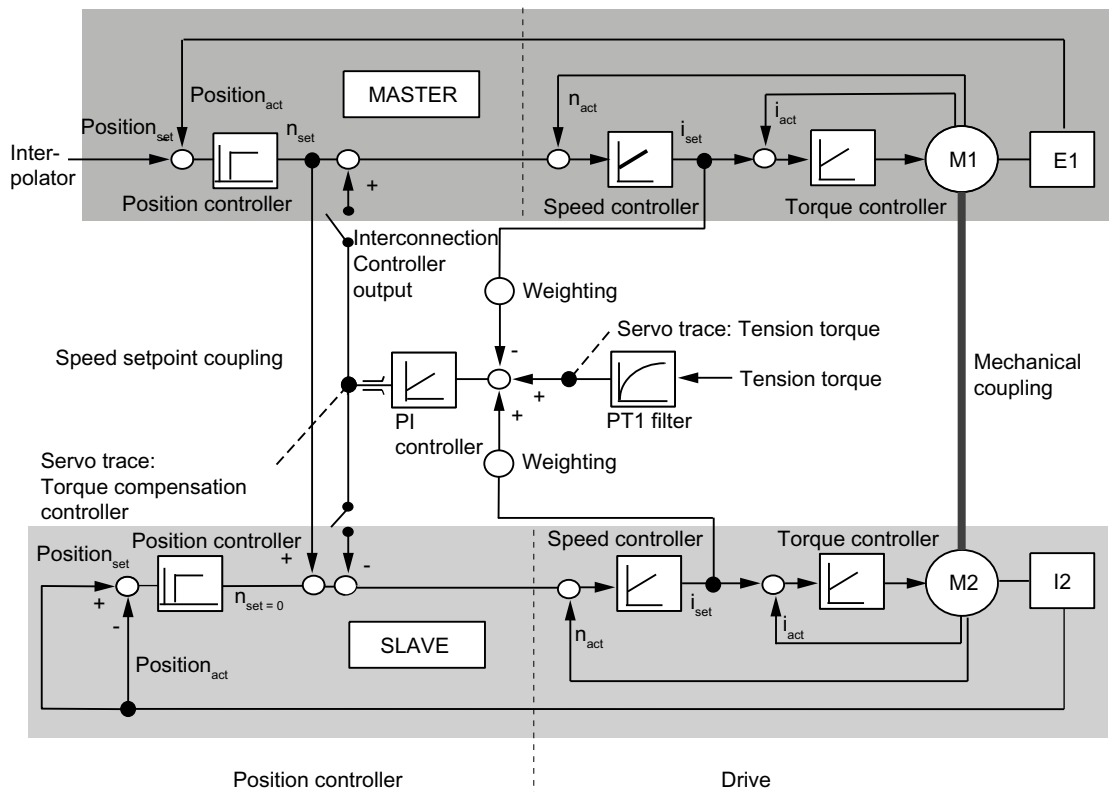 MASTER
Position_act
n_act
i_act
Position_set
-
n_set
i_set
Inter-
polator
M1
E1
+
Position controller
Speed controller
Torque controller
Interconnection
Controller
output
Weighting
Servo trace: Tension torque
Speed setpoint coupling
-
Mechanical
coupling
Tension torque
+
+
PI
controller
PT1 filter
Servo trace:
Torque compensation
controller
Weighting
Position controller
Speed controller
Torque controller
Position_set
+
-
+
M2
I2
n_set = 0
i_set
-
SLAVE
n_act
i_act
Position_act
Position controller
Drive